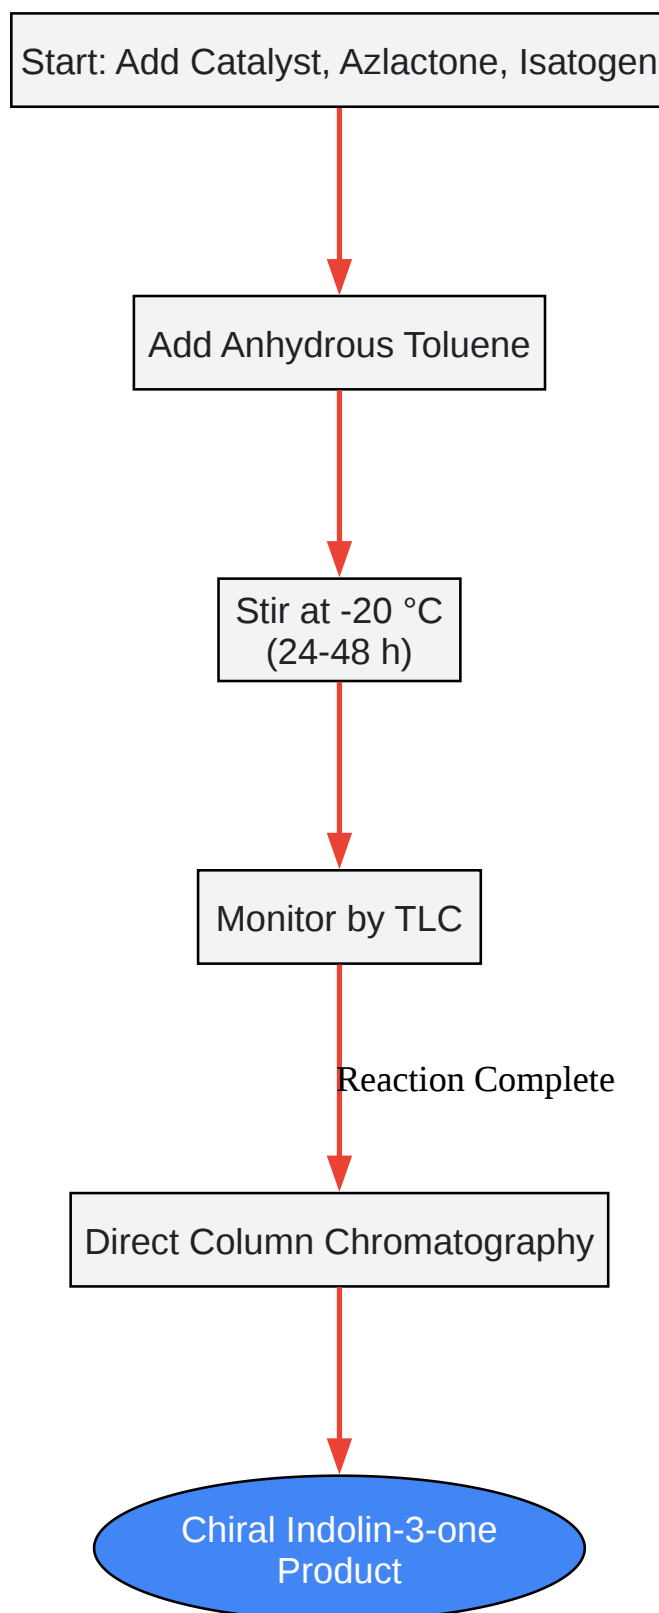 Start: Add Catalyst, Azlactone, Isatogen
Add Anhydrous Toluene
Stir at -20 °C
(24-48 h)
Monitor by TLC
Reaction Complete
Direct Column Chromatography
Chiral Indolin-3-one
Product